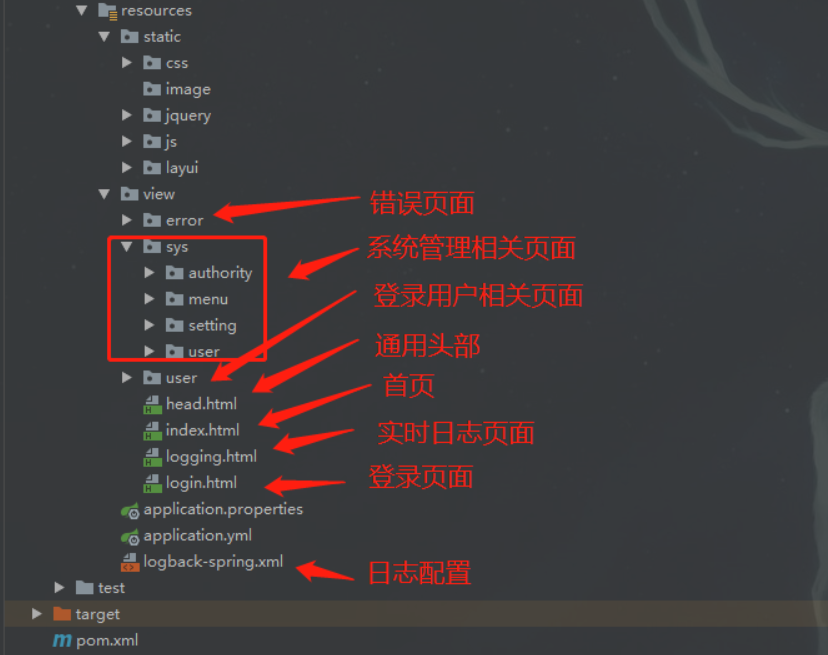 resources
static
css
image
jquery
js
layui
view
error
错误页面
sys
系统管理相关页面
authority
menu
登录用户相关页面
setting
user
通用头部
user
首页
head.html
index.html
实时日志页面
logging.html
登录页面
login.html
application.properties
application.yml
logback-spring.xml
日志配置
test
target
pom.xml